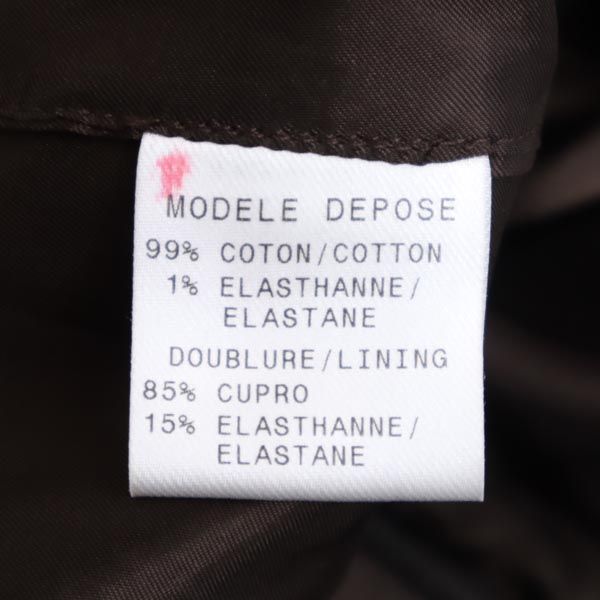 MODELE DEPOSE
99% COTON/COTTON
1% ELASTHANNE/
ELASTANE
DOUBLURE/LINING
85% CUPRO
15% ELASTHANNE/
ELASTANE